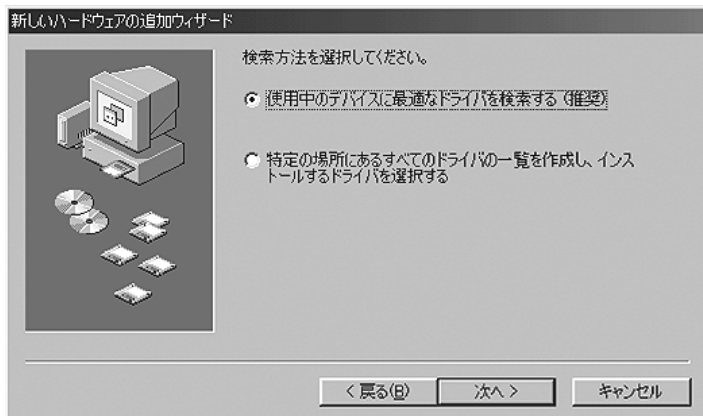 新しいハードウェアの追加ウィザード
検索方法を選択してください。
使用中のデバイスに最適なドライバを検索する (推奨)
特定の場所にあるすべてのドライバの一覧を作成し、インス
トールするドライバを選択する
< 戻る(B)
次へ >
キャンセル